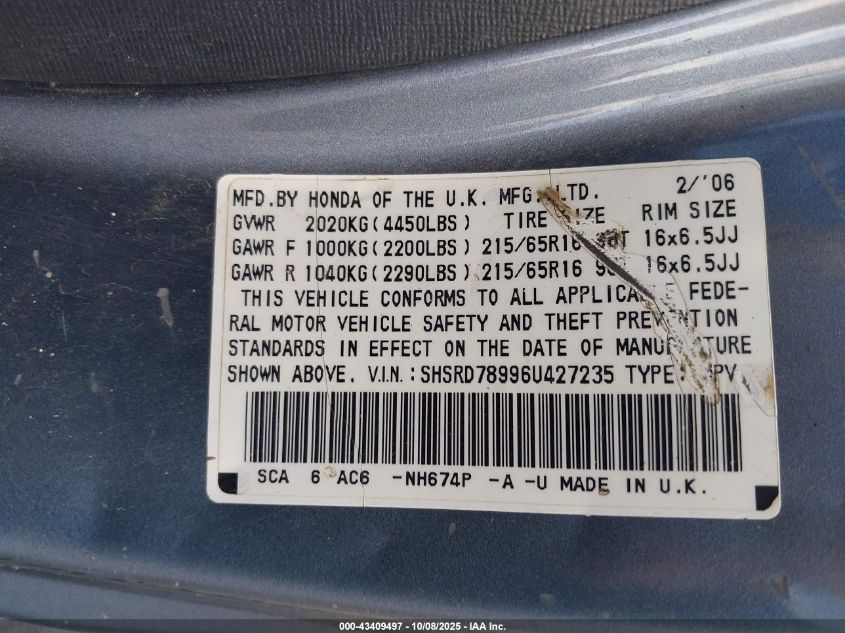 MFD.BY HONDA OF THE U.K. MFG. LTD. 2/'06
GVWR 2020KG(4450LBS) TIRE SIZE RIM SIZE
GAWR F 1000KG(2200LBS) 215/65R16 16x6.5JJ
GAWR R 1040KG(2290LBS) 215/65R16 16x6.5JJ
THIS VEHICLE CONFORMS TO ALL FEDE-
RAL MOTOR VEHICLE SAFETY AND THEFT PREVENTION
STANDARDS IN EFFECT ON THE DATE OF MANUFACTURE
SHOWN ABOVE. V.I.N.: SHSRD78996U427235 TYPE:
SCA 6 AC6 -NH674P -A -U MADE IN U.K.
000-43409497 - 10/08/2025 - IAA Inc.